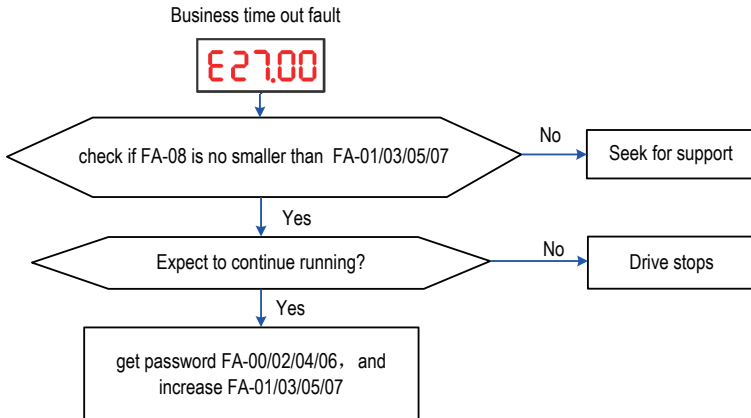 Business time out fault
E27.00
check if FA-08 is no smaller than FA-01/03/05/07
No
Seek for support
Yes
Expect to continue running?
No
Drive stops
Yes
get password FA-00/02/04/06，and
increase FA-01/03/05/07